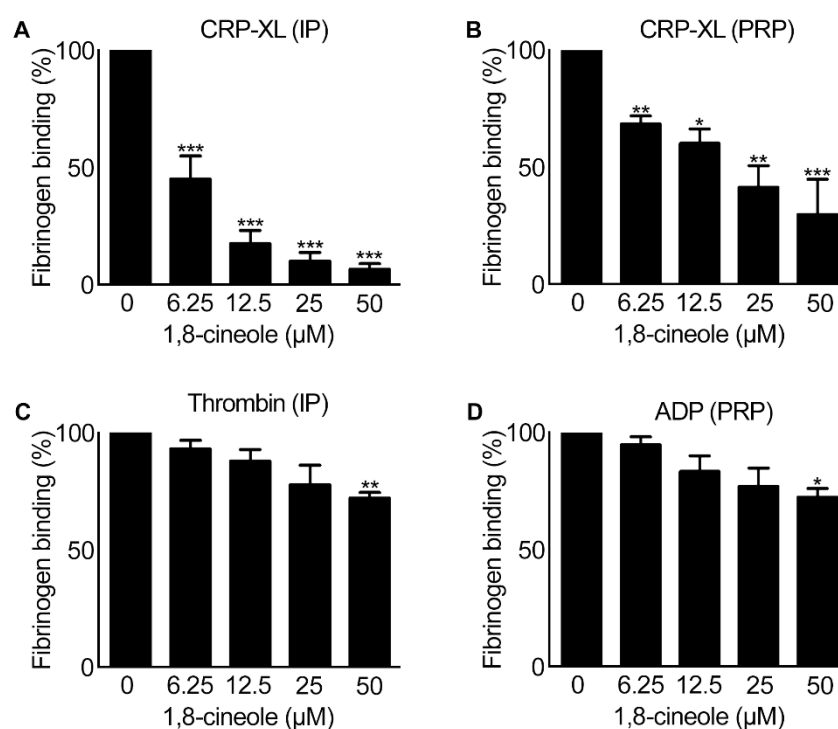 A
CRP-XL (IP)
Fibrinogen binding (%)
100
50
0
***
***
***
***
0 6.25 12.5 25 50
1,8-cineole (µM)
B
CRP-XL (PRP)
Fibrinogen binding (%)
100
50
0
**
*
**
***
0 6.25 12.5 25 50
1,8-cineole (µM)
C
Thrombin (IP)
Fibrinogen binding (%)
100
50
0
**
0 6.25 12.5 25 50
1,8-cineole (µM)
D
ADP (PRP)
Fibrinogen binding (%)
100
50
0
*
0 6.25 12.5 25 50
1,8-cineole (µM)